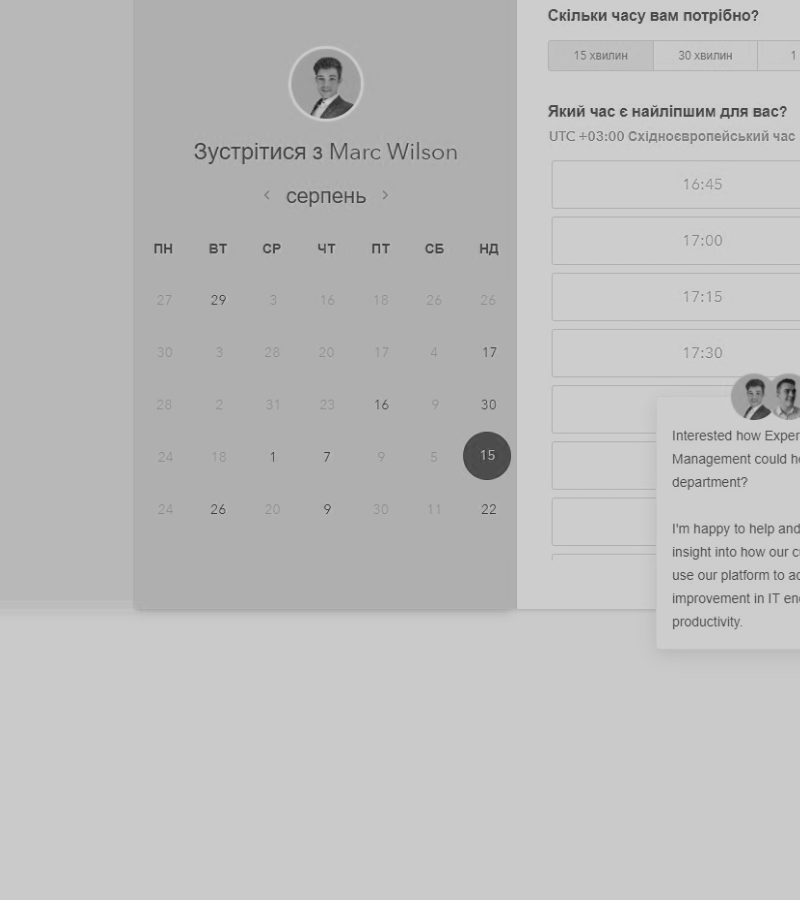 Зустрітися з Marc Wilson
серпень
ПН ВТ СР ЧТ ПТ СБ НД
27 29 3 16 18 26 26
30 3 28 20 17 4 17
28 2 31 23 16 9 30
24 18 1 7 9 5 15
24 26 20 9 30 11 22
Скільки часу вам потрібно?
15 хвилин 30 хвилин 1
Який час є найліпшим для вас?
UTC +03:00 Східноєвропейський час
16:45
17:00
17:15
17:30
Interested how Exper
Management could he
department?
I'm happy to help and
insight into how our c
use our platform to ac
improvement in IT en
productivity.